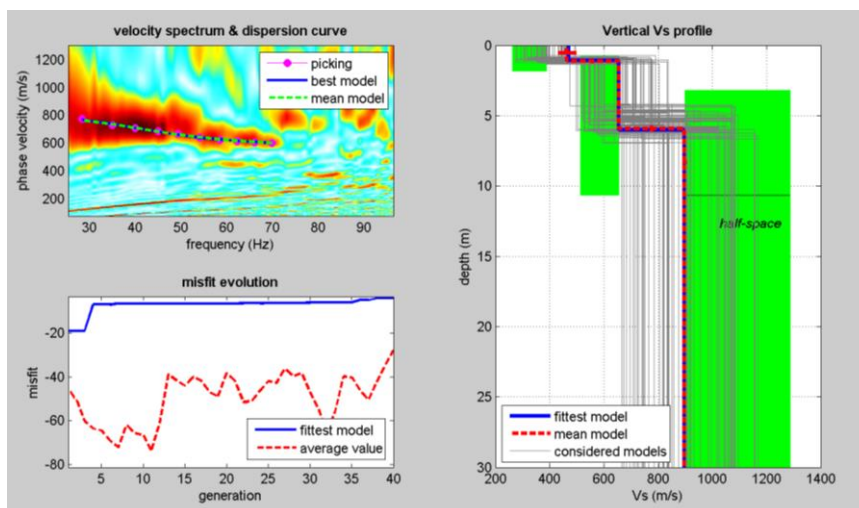 velocity spectrum & dispersion curve
1200
1000
800
600
400
200
phase velocity (m/s)
picking
best model
mean model
30
40
50
60
70
80
90
frequency (Hz)
misfit evolution
-20
-40
-60
-80
misfit
fittest model
average value
5
10
15
20
25
30
35
40
generation
Vertical Vs profile
0
5
10
15
20
25
30
depth (m)
half-space
fittest model
mean model
considered models
200
400
600
800
1000
1200
1400
Vs (m/s)